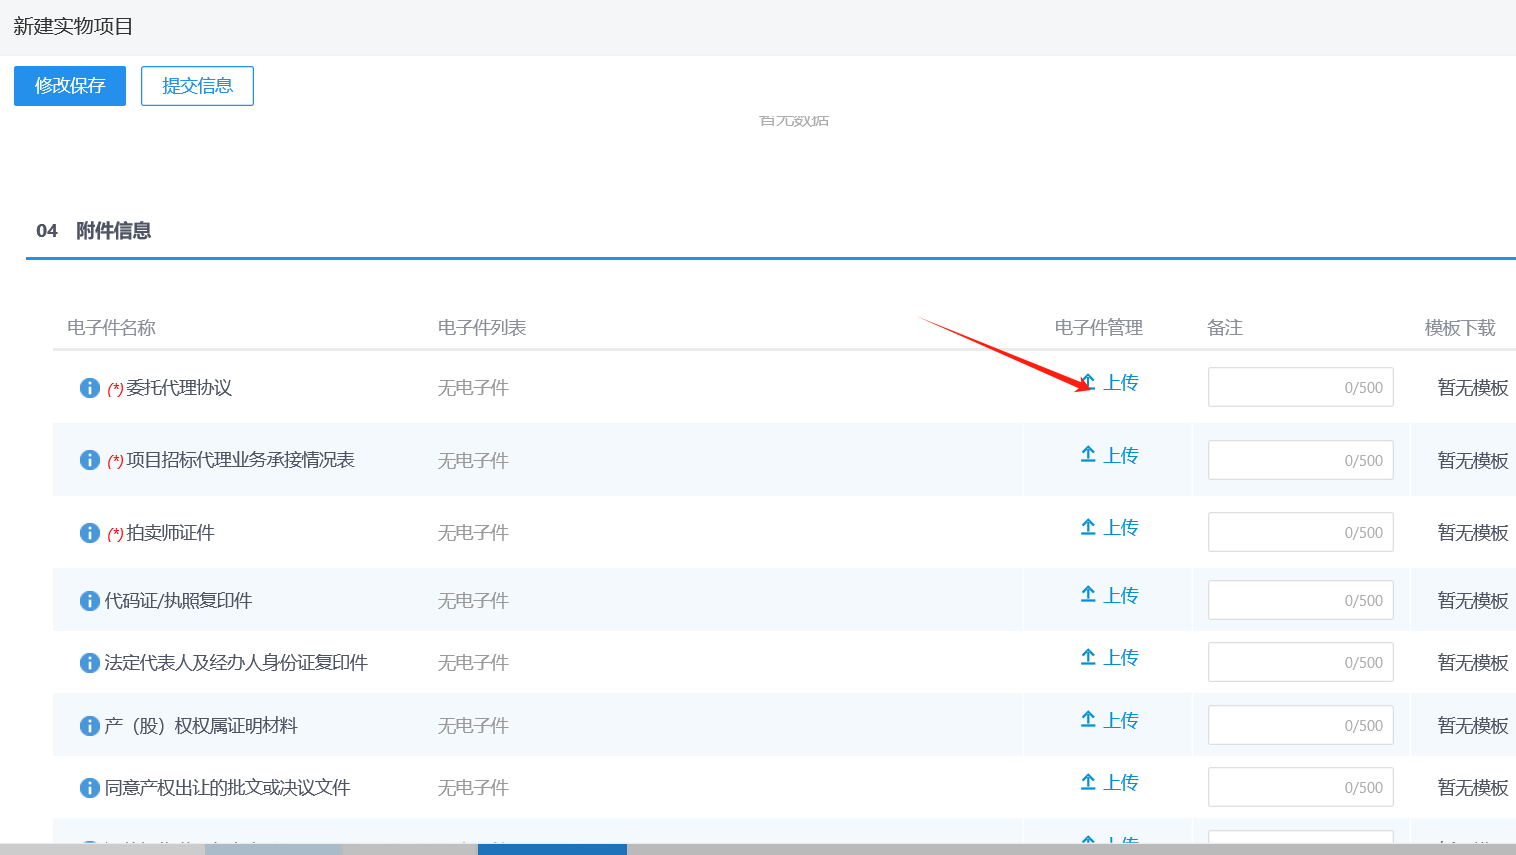 新建实物项目
修改保存 提交信息
暂无数据
04 附件信息
电子件名称 电子件列表 电子件管理 备注 模板下载
(*)委托代理协议 无电子件 上传 0/500 暂无模板
(*)项目招标代理业务承接情况表 无电子件 上传 0/500 暂无模板
(*)拍卖师证件 无电子件 上传 0/500 暂无模板
代码证/执照复印件 无电子件 上传 0/500 暂无模板
法定代表人及经办人身份证复印件 无电子件 上传 0/500 暂无模板
产（股）权权属证明材料 无电子件 上传 0/500 暂无模板
同意产权出让的批文或决议文件 无电子件 上传 0/500 暂无模板